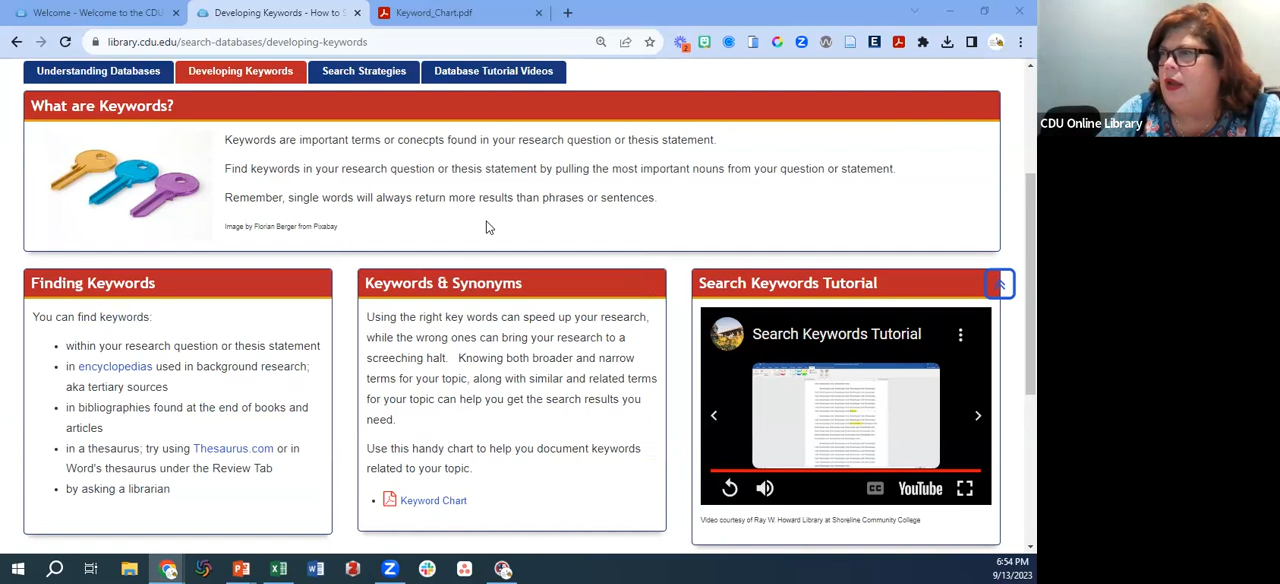 Welcome - Welcome to the CDU
Developing Keywords - How to S
Keyword_Chart.pdf
library.cdu.edu/search-databases/developing-keywords
Understanding Databases
Developing Keywords
Search Strategies
Database Tutorial Videos
What are Keywords?
Keywords are important terms or conecpts found in your research question or thesis statement.
Find keywords in your research question or thesis statement by pulling the most important nouns from your question or statement.
Remember, single words will always return more results than phrases or sentences.
Image by Florian Berger from Pixabay
CDU Online Library
Finding Keywords
You can find keywords:
within your research question or thesis statement
in encyclopedias used in background research;
aka tertiary sources
in bibliographies found at the end of books and
articles
in a thesaurus, Thesaurus.com or in
Word's thesaurus under the Review Tab
by asking a librarian
Keywords & Synonyms
Using the right key words can speed up your research,
while the wrong ones can bring your research to a
screeching halt. Knowing both broader and narrow
terms for your topic, along with similar and related terms
for your topic can help you get the search results you
need.
Use this handy chart to help you document keywords
related to your topic.
Keyword Chart
Search Keywords Tutorial
Search Keywords Tutorial
CC
YouTube
Video courtesy of Ray W. Howard Library at Shoreline Community College
6:54 PM
9/13/2023